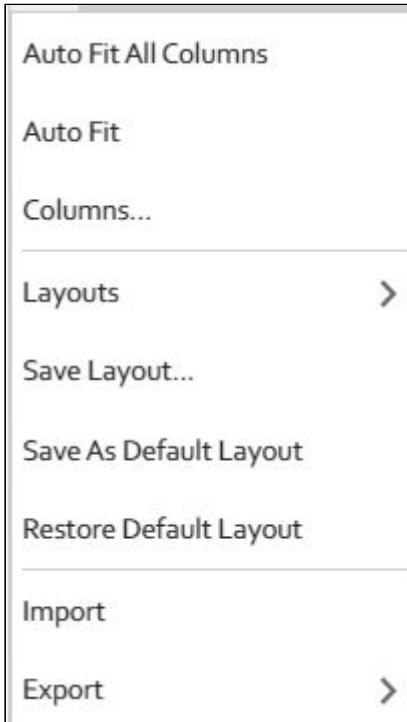 Auto Fit All Columns
Auto Fit
Columns...
Layouts
Save Layout...
Save As Default Layout
Restore Default Layout
Import
Export